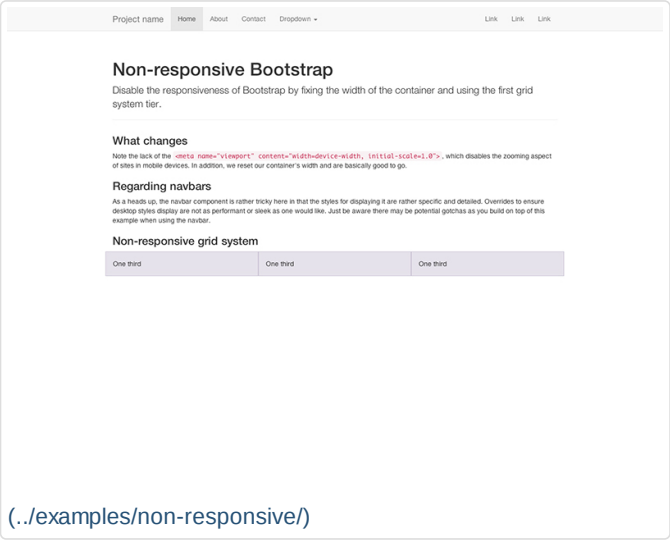 Project name Home About Contact Dropdown Link Link Link
Non-responsive Bootstrap
Disable the responsiveness of Bootstrap by fixing the width of the container and using the first grid
system tier.
What changes
Note the lack of the <meta name="viewport" content="width=device-width, initial-scale=1.0">, which disables the zooming aspect
of sites in mobile devices. In addition, we reset our container's width and are basically good to go.
Regarding navbars
As a heads up, the navbar component is rather tricky here in that the styles for displaying it are rather specific and detailed. Overrides to ensure
desktop styles display are not as performant or sleek as one would like. Just be aware there may be potential gotchas as you build on top of this
example when using the navbar.
Non-responsive grid system
One third One third One third
(../examples/non-responsive/)